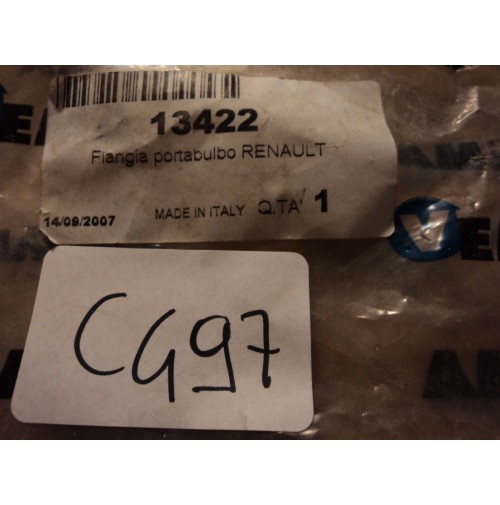 13422
Flangia portabulbo RENAULT
14/09/2007 MADE IN ITALY Q.TA' 1
CG97